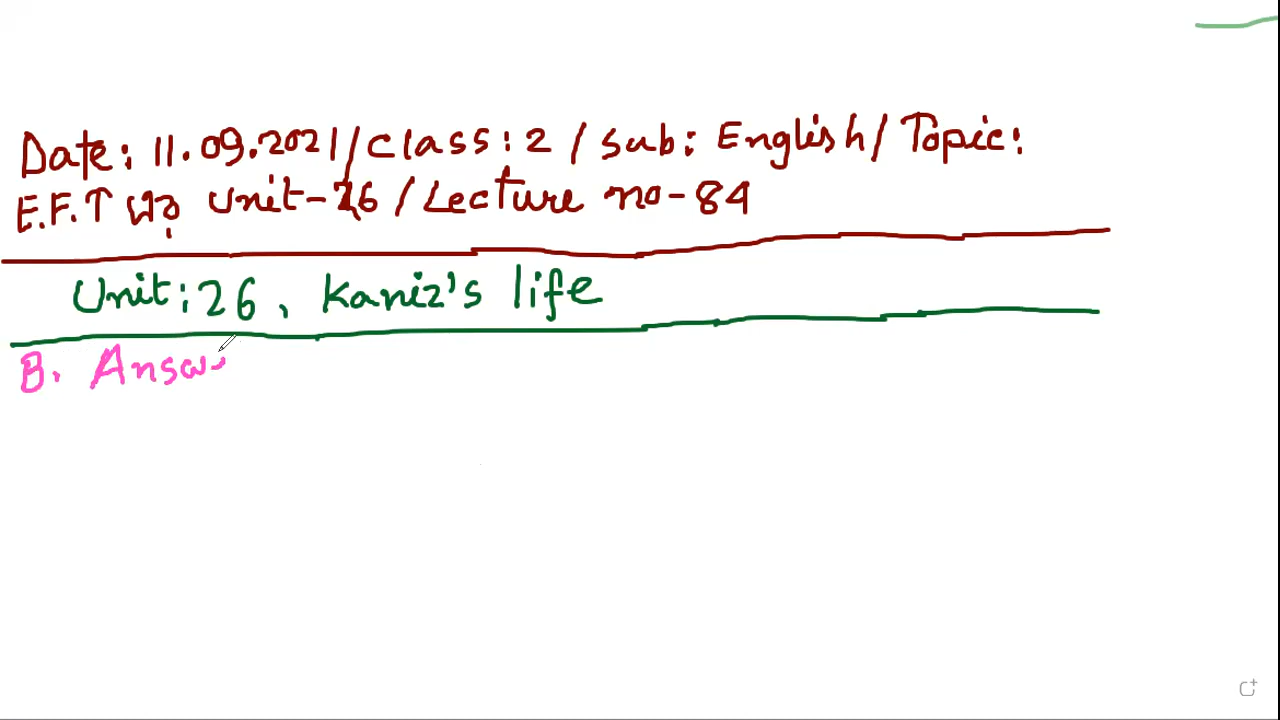 Date: 11.09.2021/Class: 2 / Sub: English/ Topic:
E.F.T এর Unit-26 / Lecture no-84
Unit: 26, Kaniz's life
B. Answ